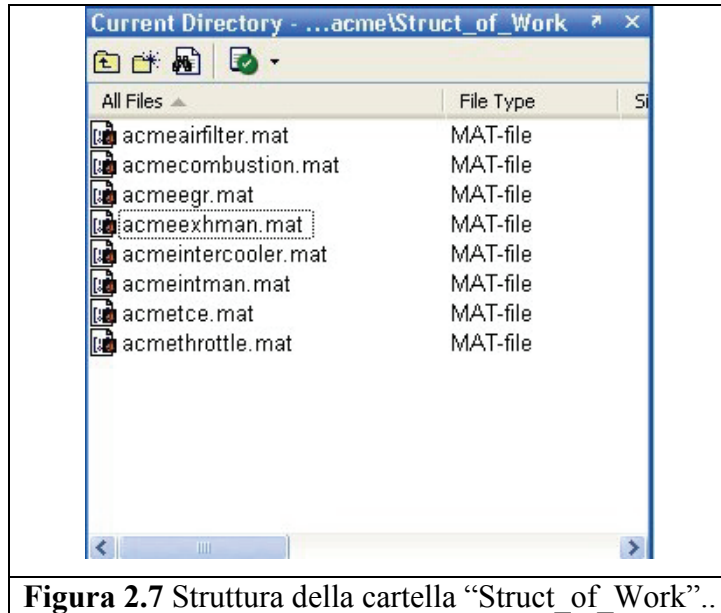 Current Directory - ...acme\Struct_of_Work
All Files File Type Si
acmeairfilter.mat MAT-file
acmecombustion.mat MAT-file
acmeegr.mat MAT-file
acmeexhman.mat MAT-file
acmeintercooler.mat MAT-file
acmeintman.mat MAT-file
acmetce.mat MAT-file
acmethrottle.mat MAT-file
Figura 2.7 Struttura della cartella “Struct_of_Work”..